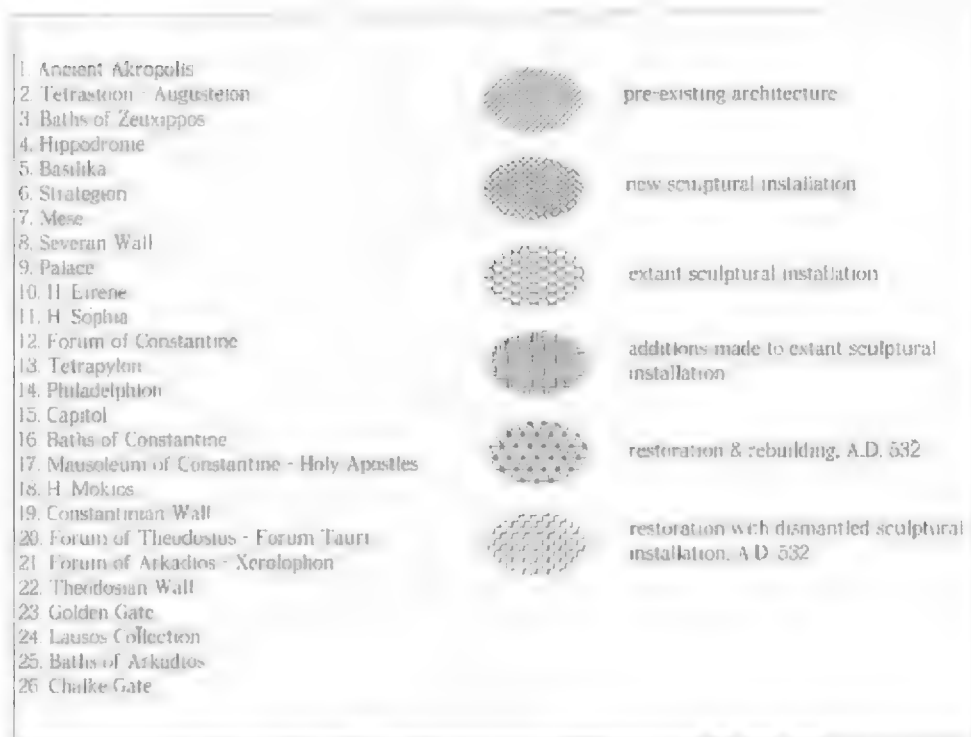 1. Ancient Akropolis
2. Tetrastoon - Augusteion
3. Baths of Zeuxippos
4. Hippodrome
5. Basilika
6. Strategion
7. Mese
8. Severan Wall
9. Palace
10. H Eirene
11. H. Sophia
12. Forum of Constantine
13. Tetrapylon
14. Philadelphion
15. Capitol
16. Baths of Constantine
17. Mausoleum of Constantine - Holy Apostles
18. H Mokios
19. Constantinian Wall
20. Forum of Theodosius - Forum Tauri
21. Forum of Arkadios - Xerolophon
22. Theodosian Wall
23. Golden Gate
24. Lausos Collection
25. Baths of Arkadios
26. Chalke Gate
pre-existing architecture
new sculptural installation
extant sculptural installation
additions made to extant sculptural
installation
restoration & rebuilding, A.D. 532
restoration with dismantled sculptural
installation, A.D. 532